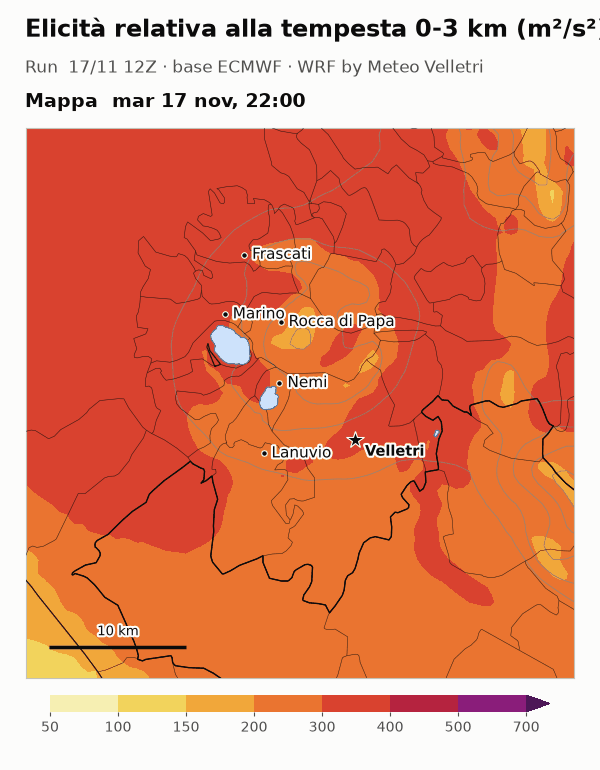 Elicità relativa alla tempesta 0-3 km (m²/s²)
Run  17/11 12Z · base ECMWF · WRF by Meteo Velletri
Mappa  mar 17 nov, 22:00
Frascati
Marino
Rocca di Papa
Nemi
Velletri
Lanuvio
10 km
50 100 150 200 300 400 500 700